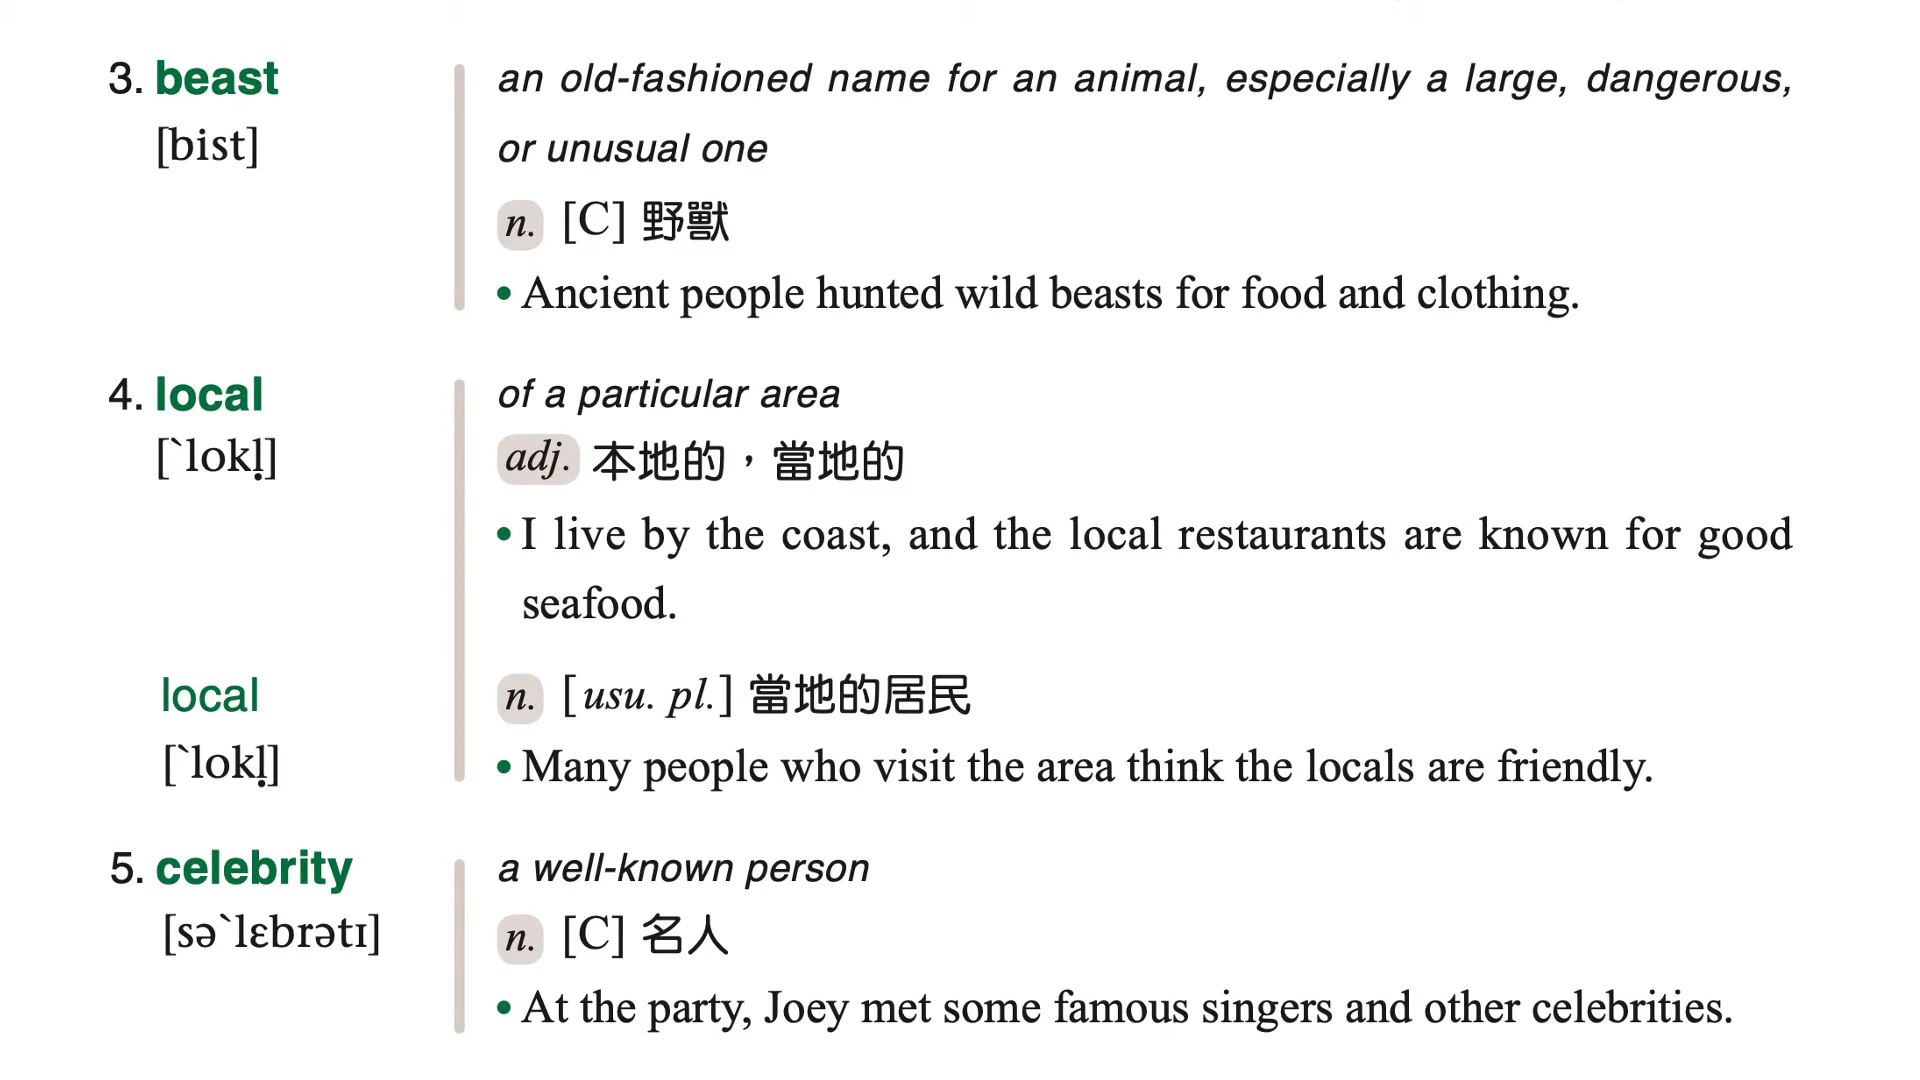 3. beast an old-fashioned name for an animal, especially a large, dangerous,
[bist] or unusual one
n. [C] 野獸
• Ancient people hunted wild beasts for food and clothing.
4. local of a particular area
[ˋlokḷ] adj. 本地的，當地的
• I live by the coast, and the local restaurants are known for good
seafood.
local n. [usu. pl.] 當地的居民
[ˋlokḷ] • Many people who visit the area think the locals are friendly.
5. celebrity a well-known person
[səˋlɛbrətɪ] n. [C] 名人
• At the party, Joey met some famous singers and other celebrities.